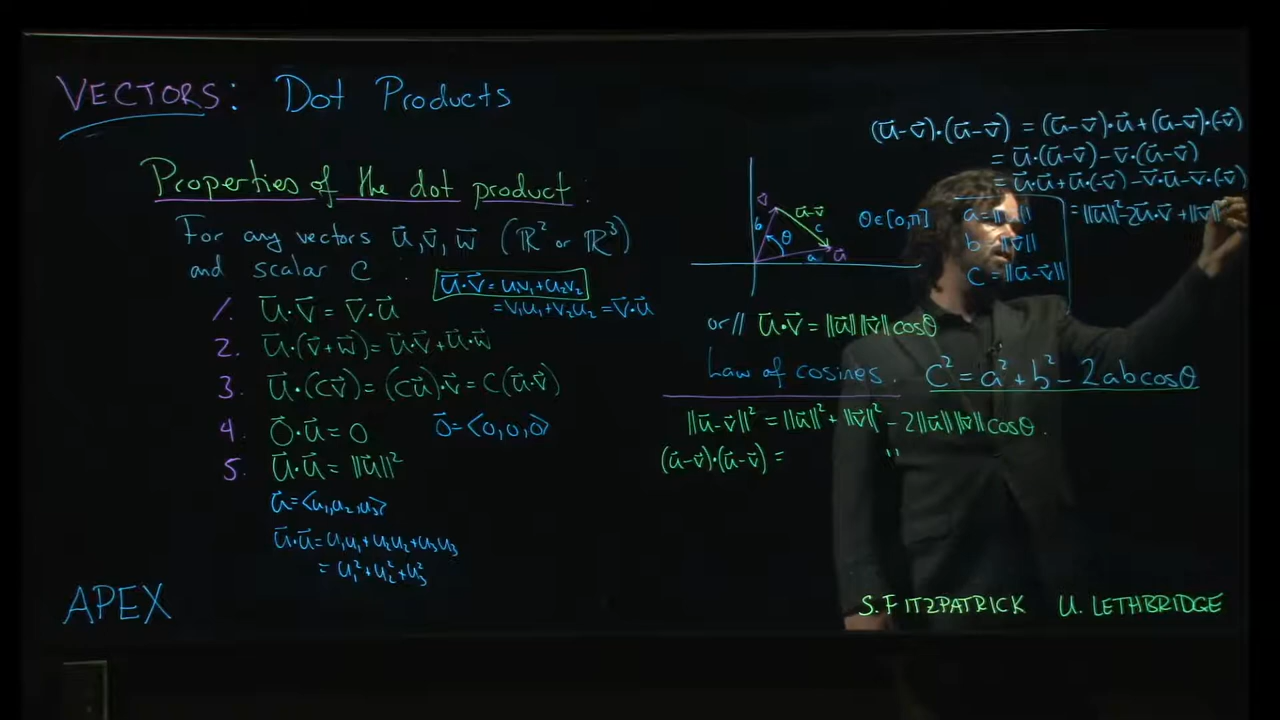 VECTORS: Dot Products
Properties of the dot product:
For any vectors u⃗, v⃗, w⃗ (ℝ² or ℝ³)
and scalar c :
u⃗·v⃗ = u₁v₁+u₂v₂
= v₁u₁+v₂u₂ = v⃗·u⃗
1. u⃗·v⃗ = v⃗·u⃗
2. u⃗·(v⃗+w⃗) = u⃗·v⃗+u⃗·w⃗
3. u⃗·(cv⃗) = (cu⃗)·v⃗ = c(u⃗·v⃗)
4. 0⃗·u⃗ = 0 0⃗ = <0,0,0>
5. u⃗·u⃗ = ||u⃗||²
u⃗ = <u₁,u₂,u₃>
u⃗·u⃗ = u₁u₁+u₂u₂+u₃u₃
= u₁²+u₂²+u₃²
APEX
(u⃗-v⃗)·(u⃗-v⃗) = (u⃗-v⃗)·u⃗+(u⃗-v⃗)·(-v⃗)
= u⃗·(u⃗-v⃗) - v⃗·(u⃗-v⃗)
= u⃗·u⃗+u⃗·(-v⃗) - v⃗·u⃗-v⃗·(-v⃗)
= ||u⃗||²-2u⃗·v⃗+||v⃗||
v⃗
u⃗-v⃗
b
c
θ
a
u⃗
θ∈[0,π]
a = ||u⃗||
b = ||v⃗||
c = ||u⃗-v⃗||
or// u⃗·v⃗ = ||u⃗|| ||v⃗|| cosθ
Law of cosines. c² = a²+b² - 2abcosθ
||u⃗-v⃗||² = ||u⃗||²+||v⃗||² - 2||u⃗|| ||v⃗|| cosθ.
(u⃗-v⃗)·(u⃗-v⃗) = "
S. FITZPATRICK U. LETHBRIDGE